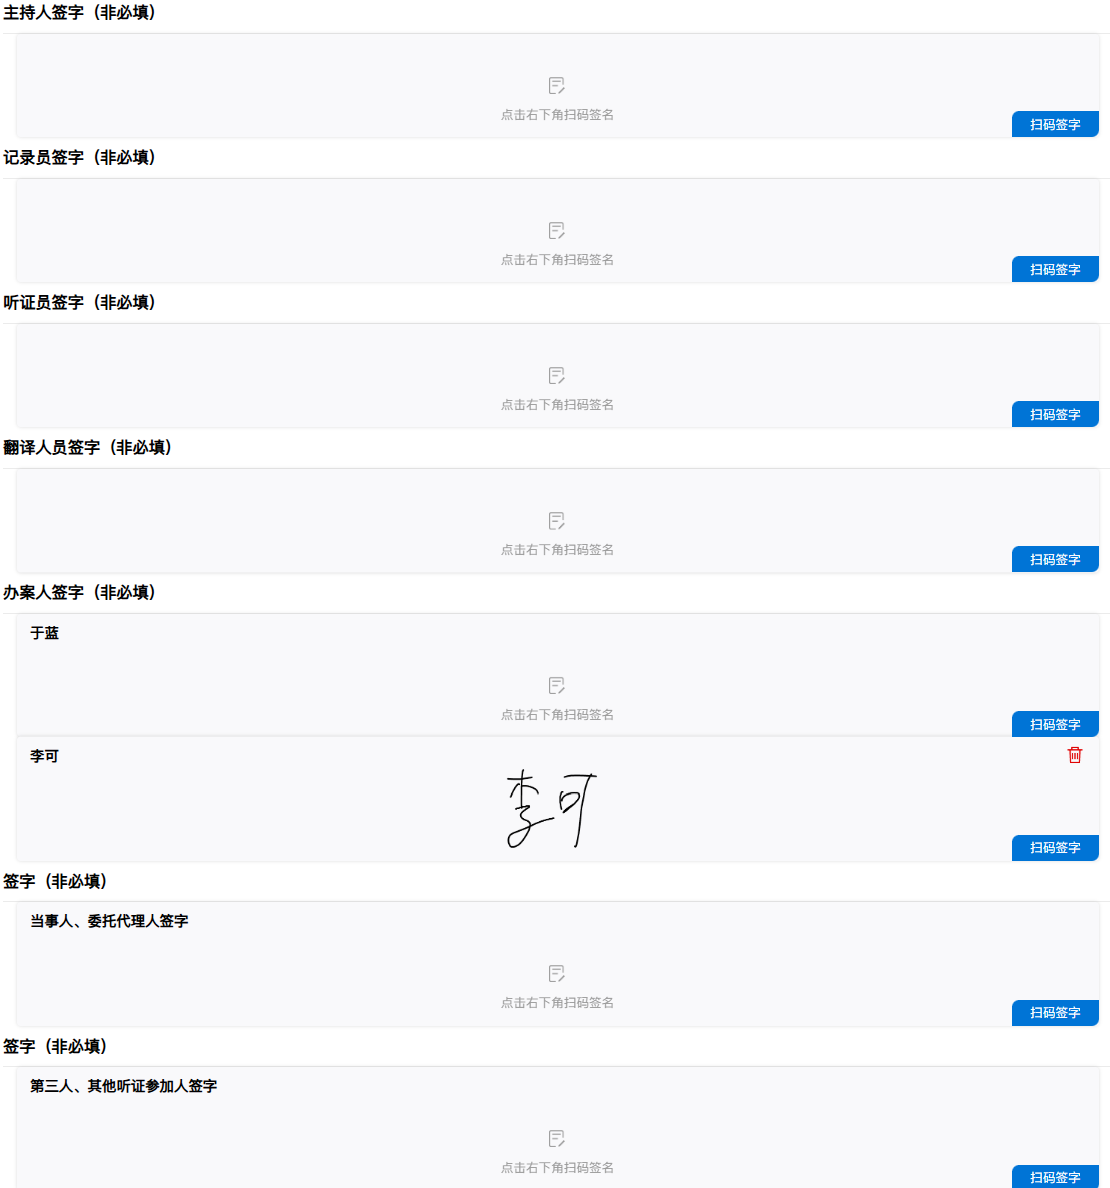 主持人签字（非必填）
点击右下角扫码签名
扫码签字
记录员签字（非必填）
点击右下角扫码签名
扫码签字
听证员签字（非必填）
点击右下角扫码签名
扫码签字
翻译人员签字（非必填）
点击右下角扫码签名
扫码签字
办案人签字（非必填）
于蓝
点击右下角扫码签名
扫码签字
李可
李可
扫码签字
签字（非必填）
当事人、委托代理人签字
点击右下角扫码签名
扫码签字
签字（非必填）
第三人、其他听证参加人签字
点击右下角扫码签名
扫码签字